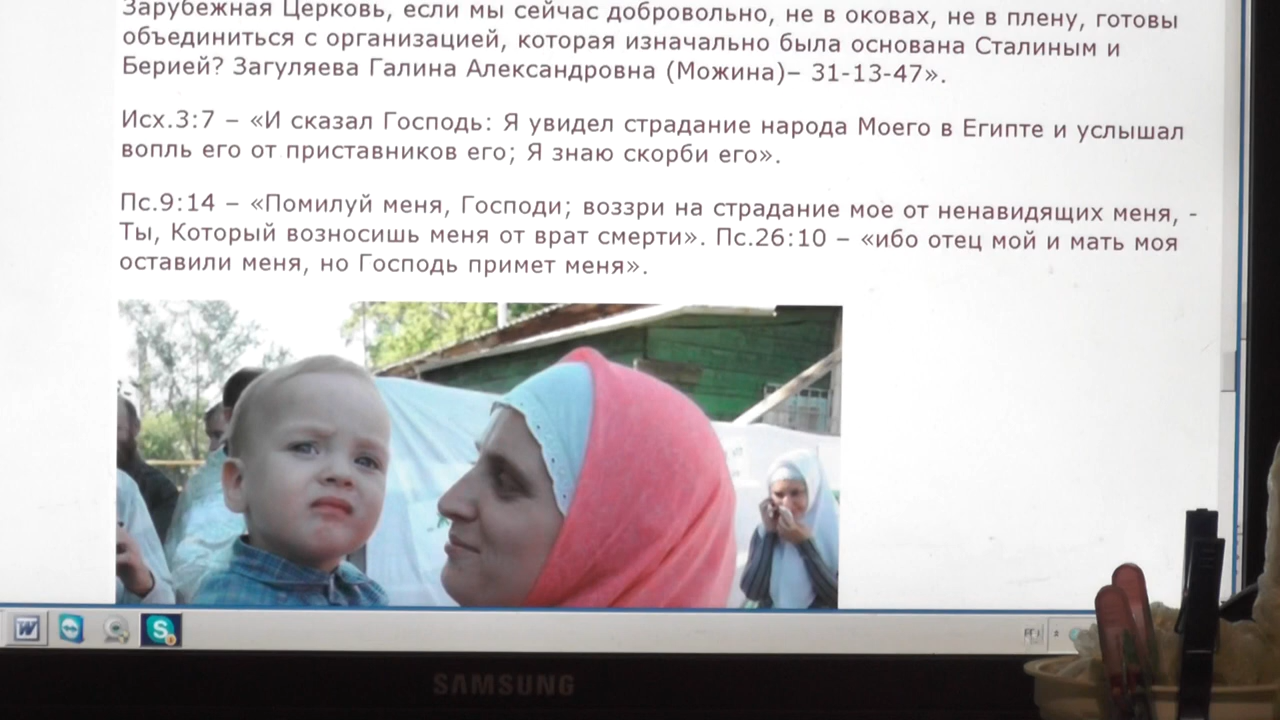 Зарубежная Церковь, если мы сейчас добровольно, не в оковах, не в плену, готовы
объединиться с организацией, которая изначально была основана Сталиным и
Берией? Загуляева Галина Александровна (Можина)– 31-13-47».
Исх.3:7 – «И сказал Господь: Я увидел страдание народа Моего в Египте и услышал
вопль его от приставников его; Я знаю скорби его».
Пс.9:14 – «Помилуй меня, Господи; воззри на страдание мое от ненавидящих меня, -
Ты, Который возносишь меня от врат смерти». Пс.26:10 – «ибо отец мой и мать моя
оставили меня, но Господь примет меня».
W
S
SAMSUNG